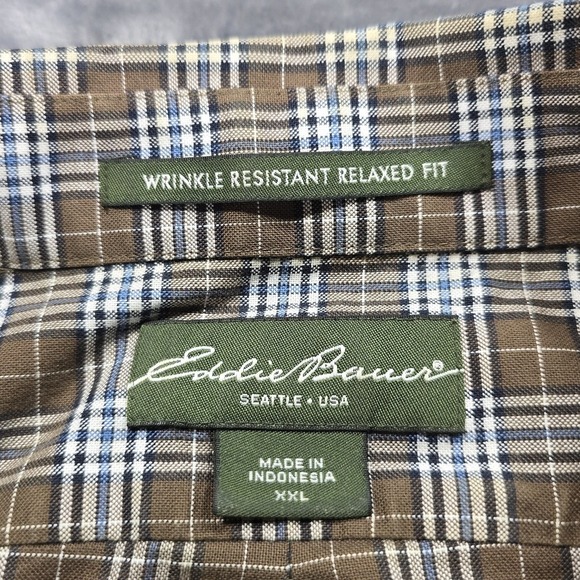 WRINKLE RESISTANT RELAXED FIT
Eddie Bauer®
SEATTLE • USA
MADE IN
INDONESIA
XXL